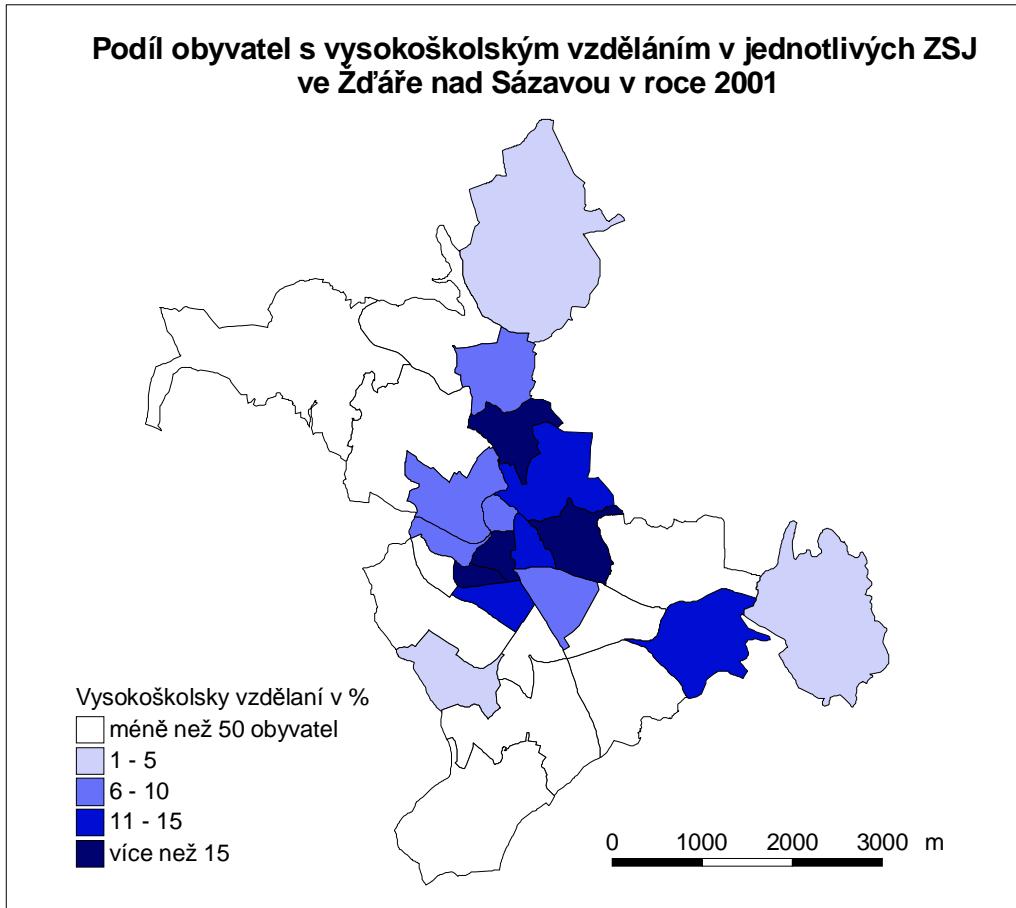 Podíl obyvatel s vysokoškolským vzděláním v jednotlivých ZSJ
ve Žďáře nad Sázavou v roce 2001
Vysokoškolsky vzdělaní v %
méně než 50 obyvatel
1 - 5
6 - 10
11 - 15
více než 15
0 1000 2000 3000 m